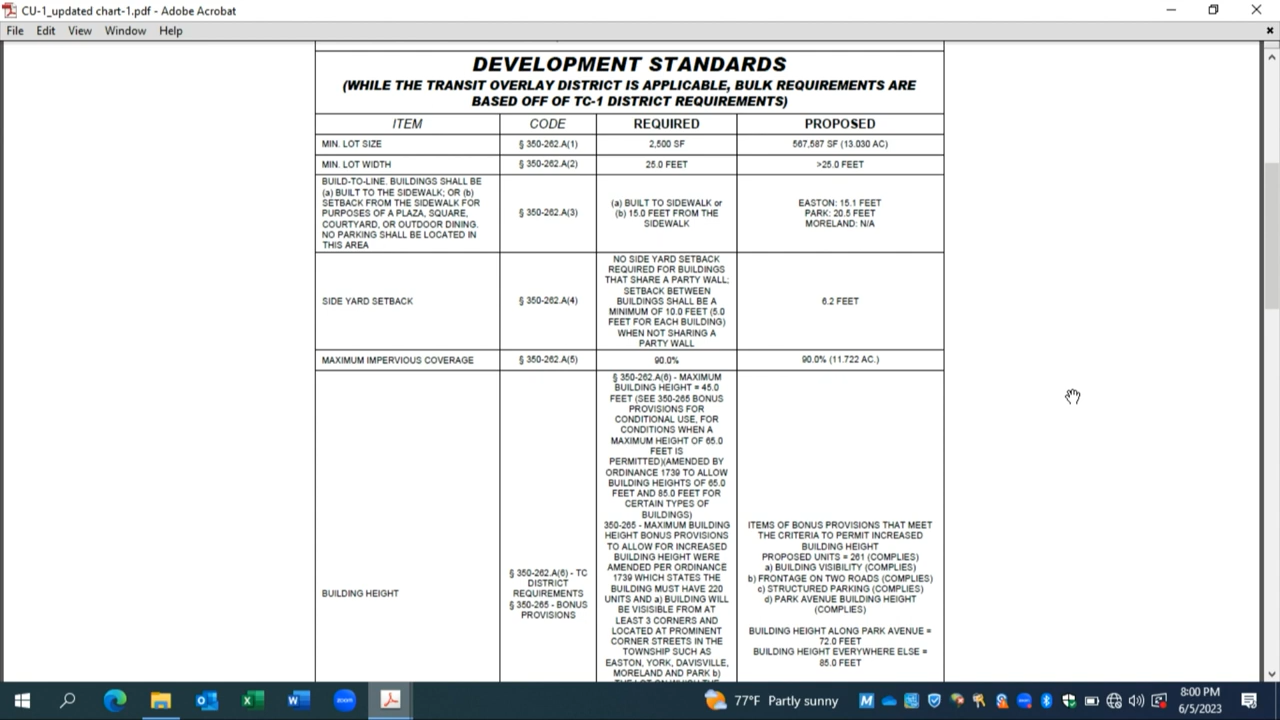 CU-1_updated chart-1.pdf - Adobe Acrobat
File Edit View Window Help
DEVELOPMENT STANDARDS
(WHILE THE TRANSIT OVERLAY DISTRICT IS APPLICABLE, BULK REQUIREMENTS ARE
BASED OFF OF TC-1 DISTRICT REQUIREMENTS)
ITEM CODE REQUIRED PROPOSED
MIN. LOT SIZE § 350-262.A(1) 2,500 SF 567,587 SF (13.030 AC)
MIN. LOT WIDTH § 350-262.A(2) 25.0 FEET >25.0 FEET
BUILD-TO-LINE. BUILDINGS SHALL BE
(a) BUILT TO THE SIDEWALK; OR (b)
SETBACK FROM THE SIDEWALK FOR
PURPOSES OF A PLAZA, SQUARE,
COURTYARD, OR OUTDOOR DINING.
NO PARKING SHALL BE LOCATED IN
THIS AREA
§ 350-262.A(3)
(a) BUILT TO SIDEWALK or
(b) 15.0 FEET FROM THE
SIDEWALK
EASTON: 15.1 FEET
PARK: 20.5 FEET
MORELAND: N/A
SIDE YARD SETBACK
§ 350-262.A(4)
NO SIDE YARD SETBACK
REQUIRED FOR BUILDINGS
THAT SHARE A PARTY WALL;
SETBACK BETWEEN
BUILDINGS SHALL BE A
MINIMUM OF 10.0 FEET (5.0
FEET FOR EACH BUILDING)
WHEN NOT SHARING A
PARTY WALL
6.2 FEET
MAXIMUM IMPERVIOUS COVERAGE § 350-262.A(5) 90.0% 90.0% (11.722 AC.)
BUILDING HEIGHT
§ 350-262.A(6) - TC
DISTRICT
REQUIREMENTS
§ 350-265 - BONUS
PROVISIONS
§ 350-262.A(6) - MAXIMUM
BUILDING HEIGHT = 45.0
FEET (SEE 350-265 BONUS
PROVISIONS FOR
CONDITIONAL USE, FOR
CONDITIONS WHEN A
MAXIMUM HEIGHT OF 65.0
FEET IS
PERMITTED)(AMENDED BY
ORDINANCE 1739 TO ALLOW
BUILDING HEIGHTS OF 65.0
FEET AND 85.0 FEET FOR
CERTAIN TYPES OF
BUILDINGS)
350-265 - MAXIMUM BUILDING
HEIGHT BONUS PROVISIONS
TO ALLOW FOR INCREASED
BUILDING HEIGHT WERE
AMENDED PER ORDINANCE
1739 WHICH STATES THE
BUILDING MUST HAVE 220
UNITS AND a) BUILDING WILL
BE VISIBLE FROM AT
LEAST 3 CORNERS AND
LOCATED AT PROMINENT
CORNER STREETS IN THE
TOWNSHIP SUCH AS
EASTON, YORK, DAVISVILLE,
MORELAND AND PARK b)
ITEMS OF BONUS PROVISIONS THAT MEET
THE CRITERIA TO PERMIT INCREASED
BUILDING HEIGHT
PROPOSED UNITS = 261 (COMPLIES)
a) BUILDING VISIBILITY (COMPLIES)
b) FRONTAGE ON TWO ROADS (COMPLIES)
c) STRUCTURED PARKING (COMPLIES)
d) PARK AVENUE BUILDING HEIGHT
(COMPLIES)
BUILDING HEIGHT ALONG PARK AVENUE =
72.0 FEET
BUILDING HEIGHT EVERYWHERE ELSE =
85.0 FEET
77°F Partly sunny
8:00 PM
6/5/2023